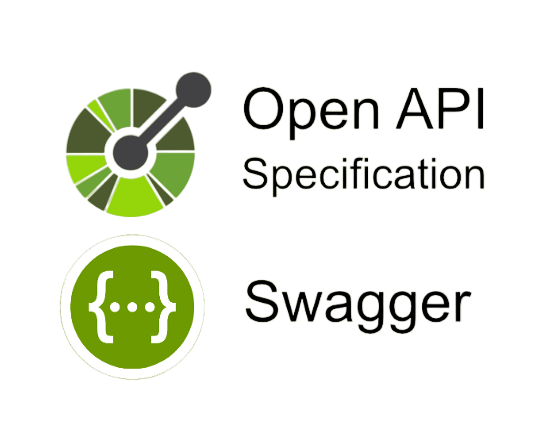 Open API
Specification
{...}
Swagger